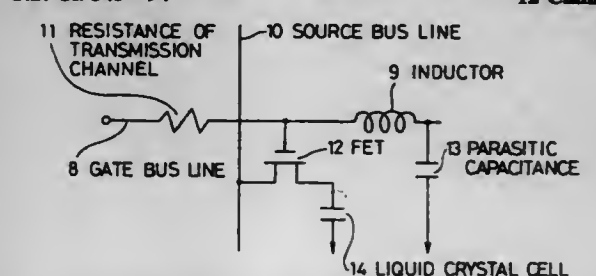 11 RESISTANCE OF
TRANSMISSION
CHANNEL
10 SOURCE BUS LINE
9 INDUCTOR
12 FET
13 PARASITIC
CAPACITANCE
8 GATE BUS LINE
14 LIQUID CRYSTAL CELL